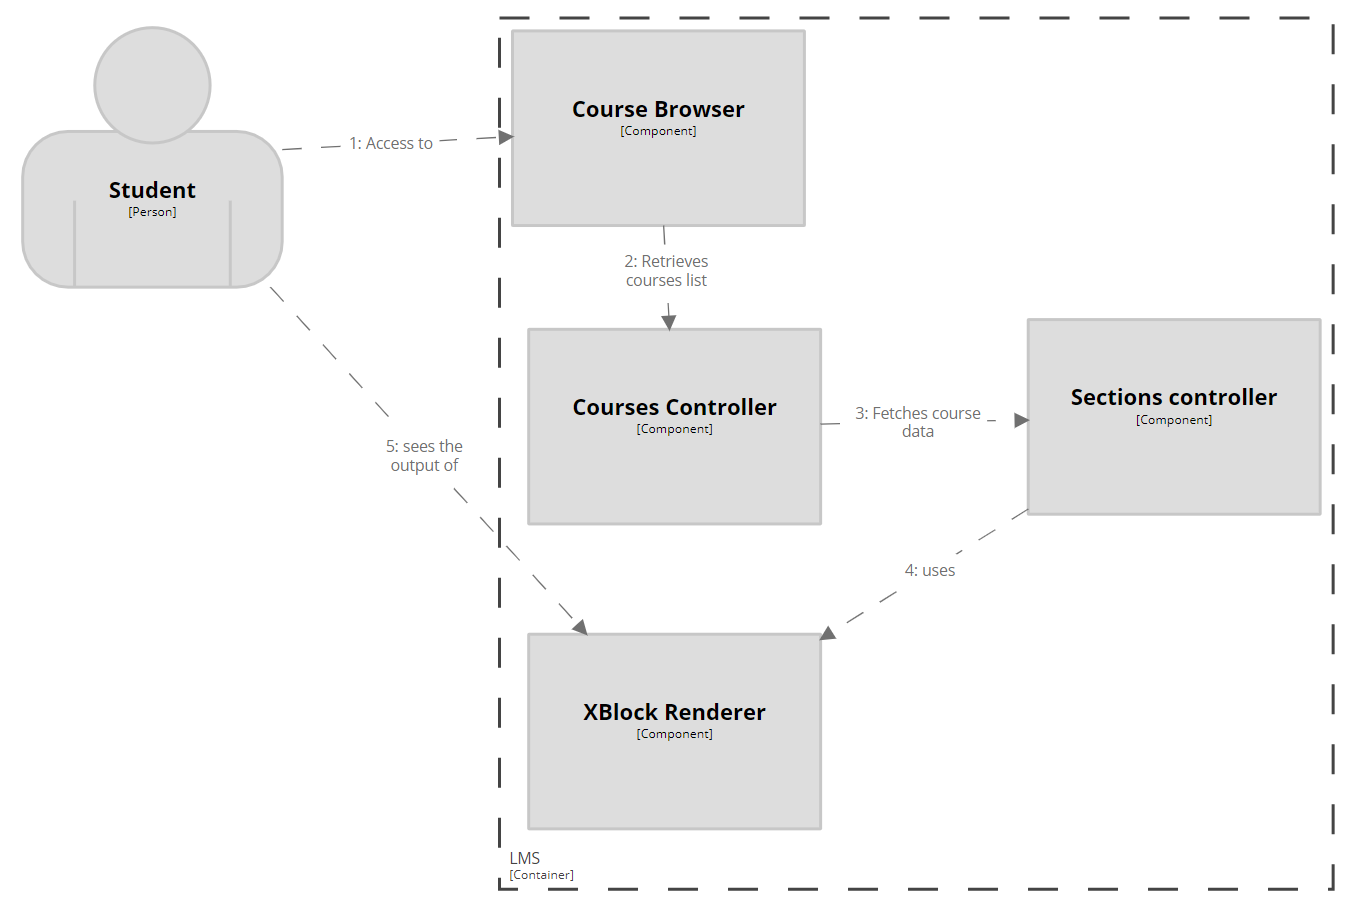 Course Browser
[Component]
1: Access to
Student
[Person]
2: Retrieves
courses list
Courses Controller
[Component]
3: Fetches course
data
Sections controller
[Component]
5: sees the
output of
4: uses
XBlock Renderer
[Component]
LMS
[Container]